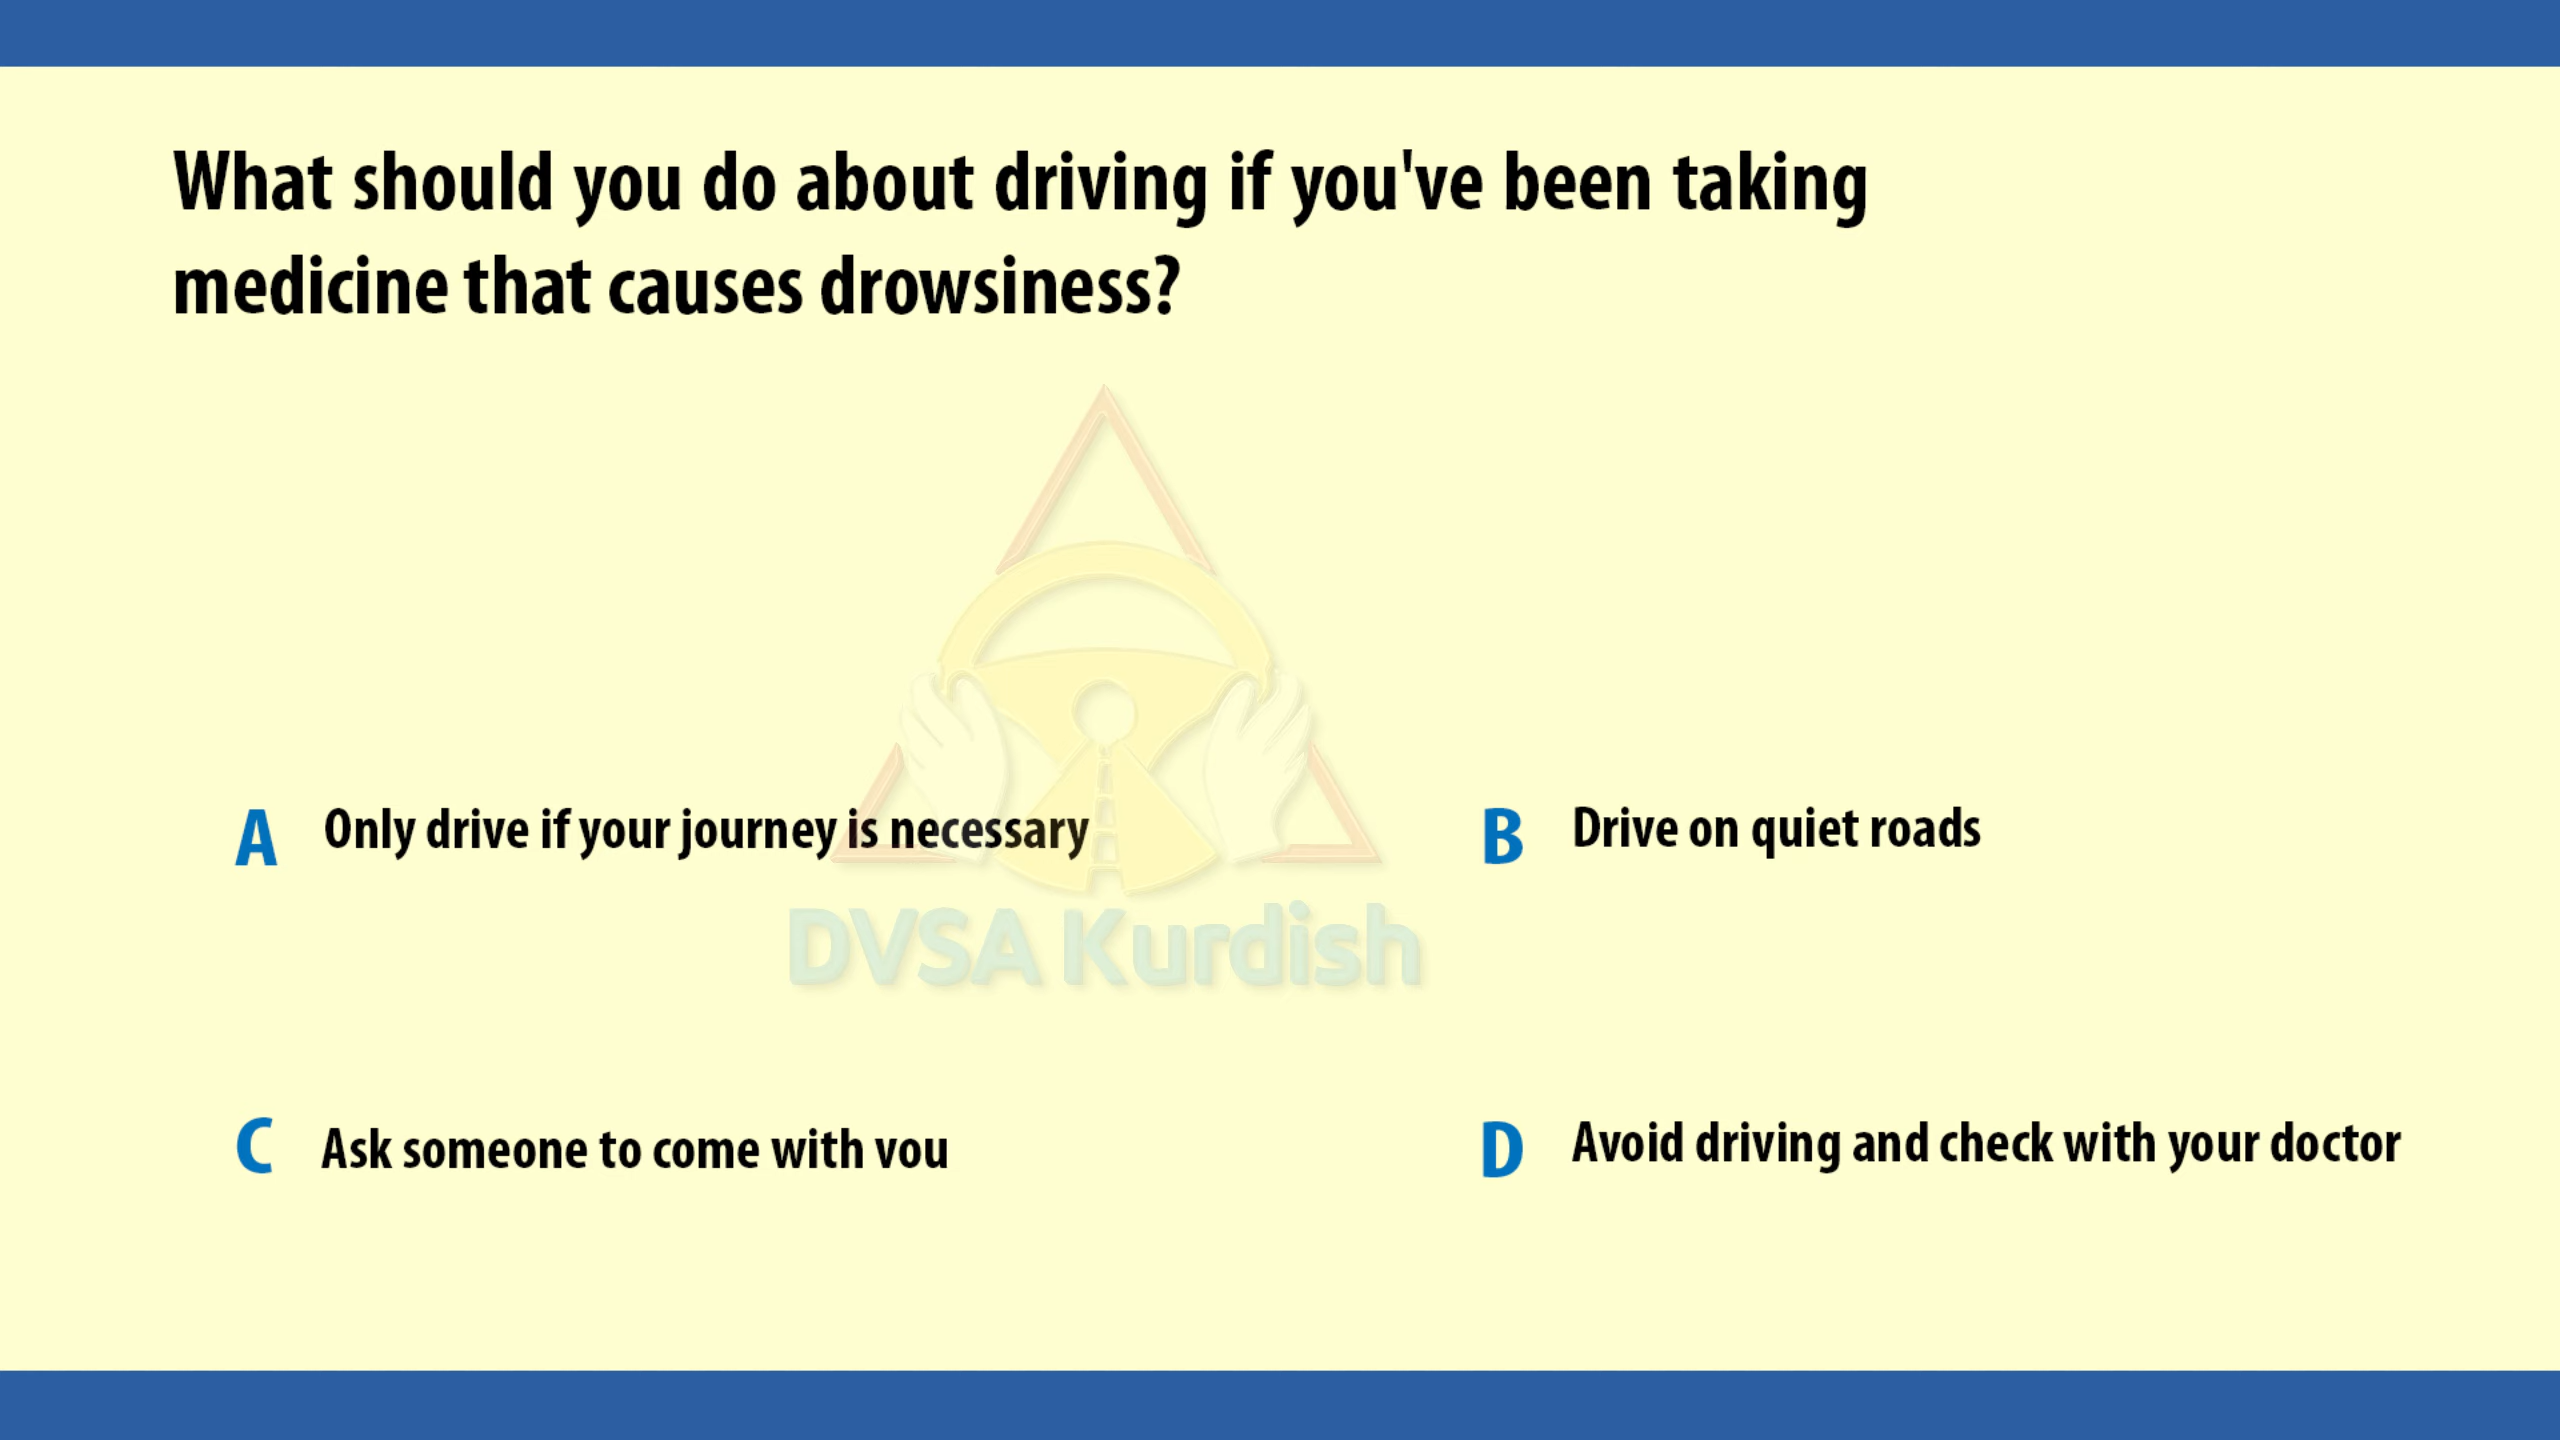 What should you do about driving if you've been taking
medicine that causes drowsiness?
A Only drive if your journey is necessary
B Drive on quiet roads
DVSA Kurdish
C Ask someone to come with vou
D Avoid driving and check with your doctor